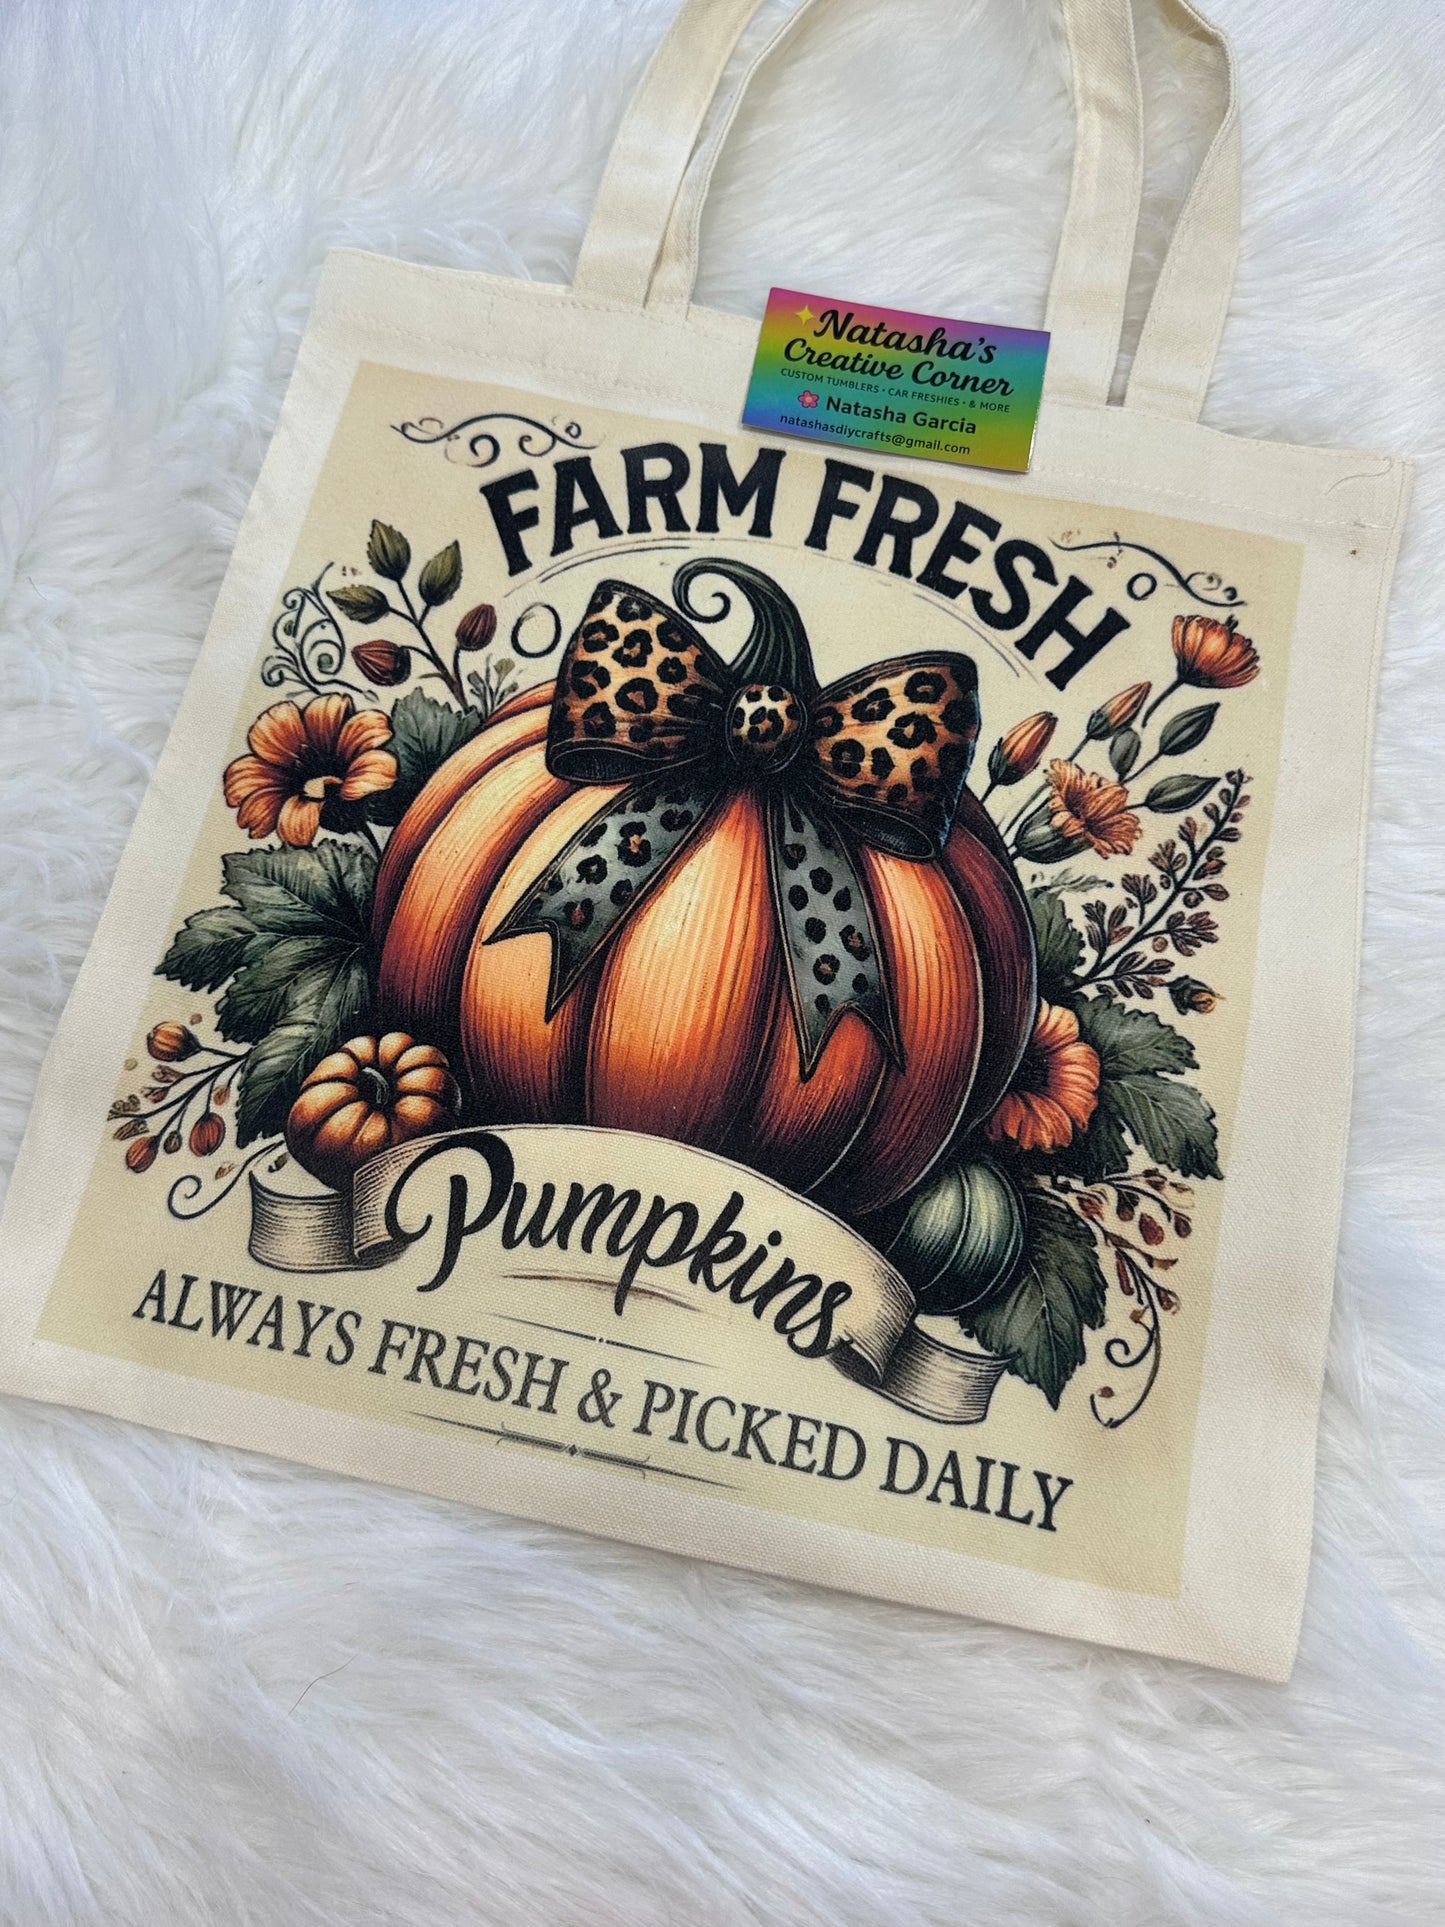 Natasha's
Creative Corner
CUSTOM TUMBLERS • CAR FRESHIES • & MORE
Natasha Garcia
natashasdiycrafts@gmail.com
FARM FRESH
Pumpkins
ALWAYS FRESH & PICKED DAILY